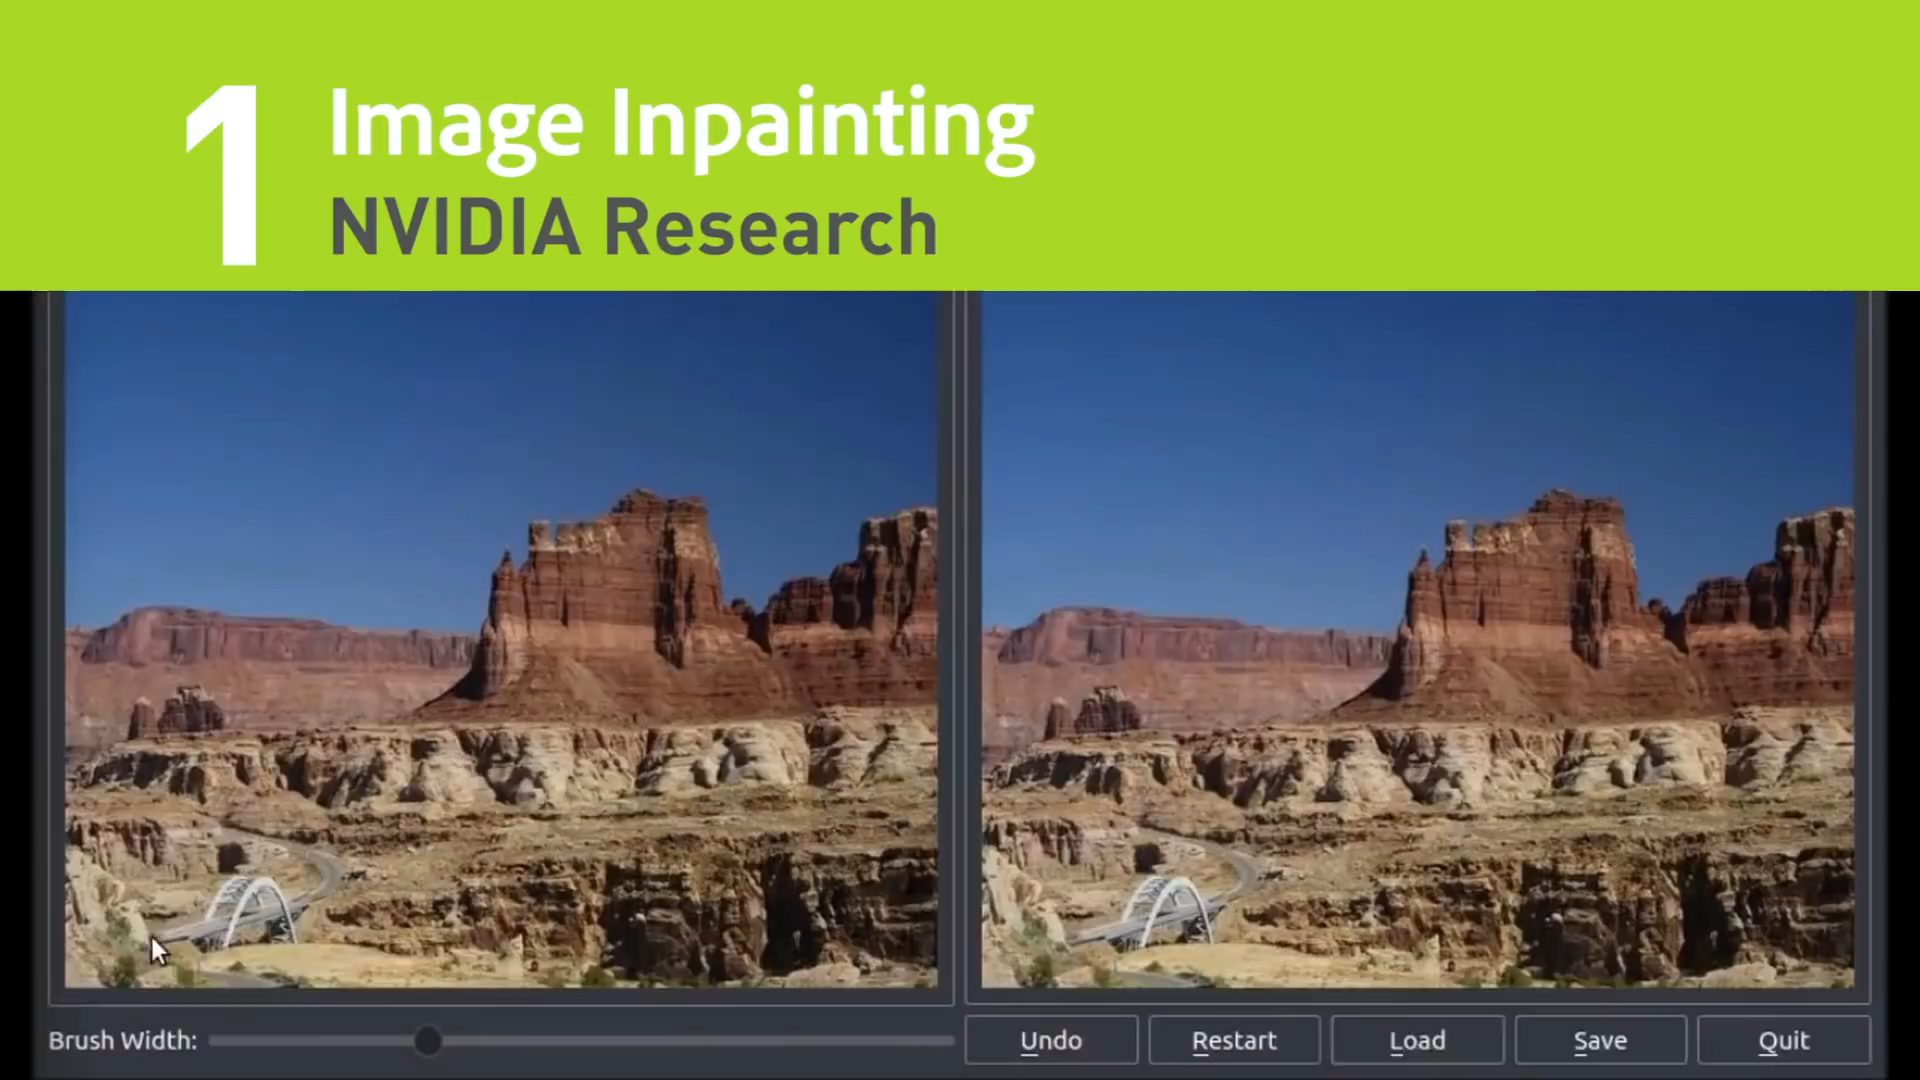 1
Image Inpainting
NVIDIA Research
Brush Width:
Undo
Restart
Load
Save
Quit